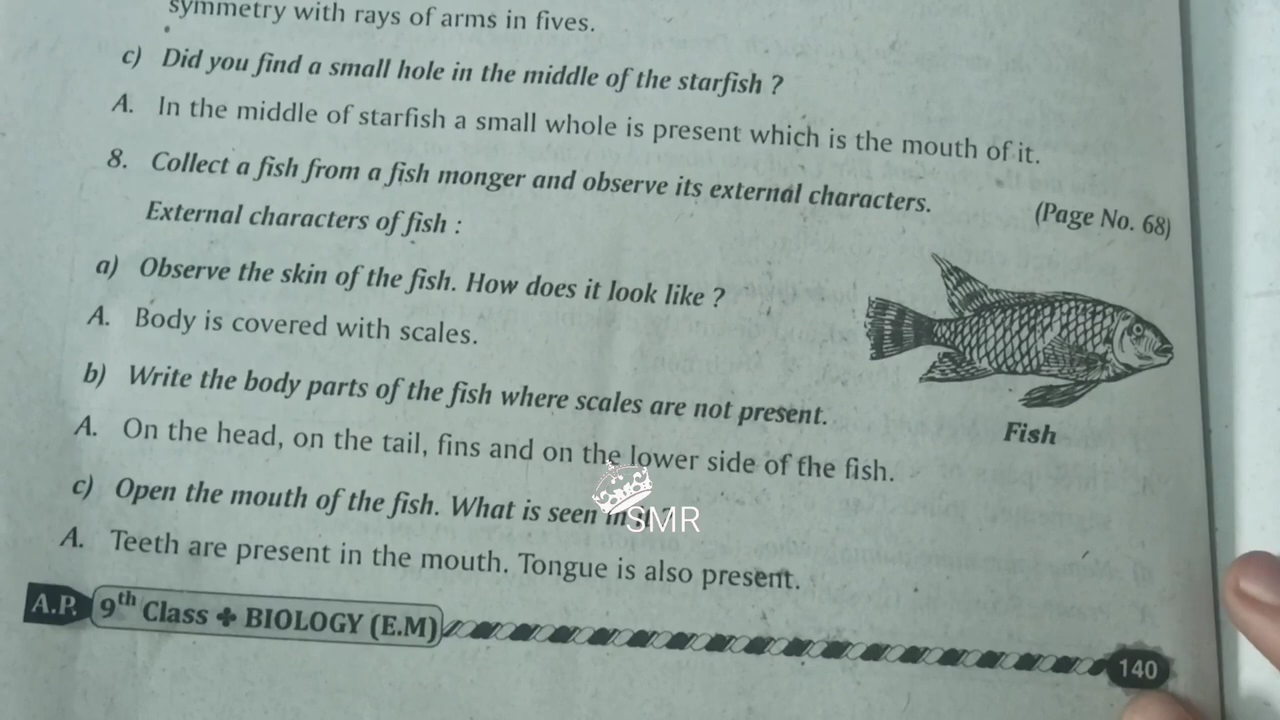 symmetry with rays of arms in fives.
c) Did you find a small hole in the middle of the starfish ?
A. In the middle of starfish a small whole is present which is the mouth of it.
8. Collect a fish from a fish monger and observe its external characters.
(Page No. 68)
External characters of fish :
a) Observe the skin of the fish. How does it look like ?
A. Body is covered with scales.
b) Write the body parts of the fish where scales are not present.
Fish
A. On the head, on the tail, fins and on the lower side of the fish.
c) Open the mouth of the fish. What is seen in
SMR
A. Teeth are present in the mouth. Tongue is also present.
A.P. 9th Class ✚ BIOLOGY (E.M)
140